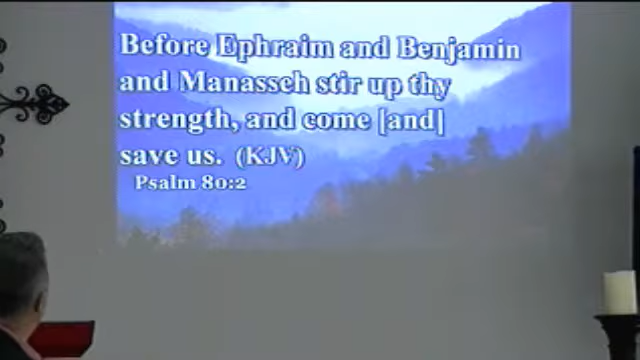 Before Ephraim and Benjamin
and Manasseh stir up thy
strength, and come [and]
save us. (KJV)
Psalm 80:2